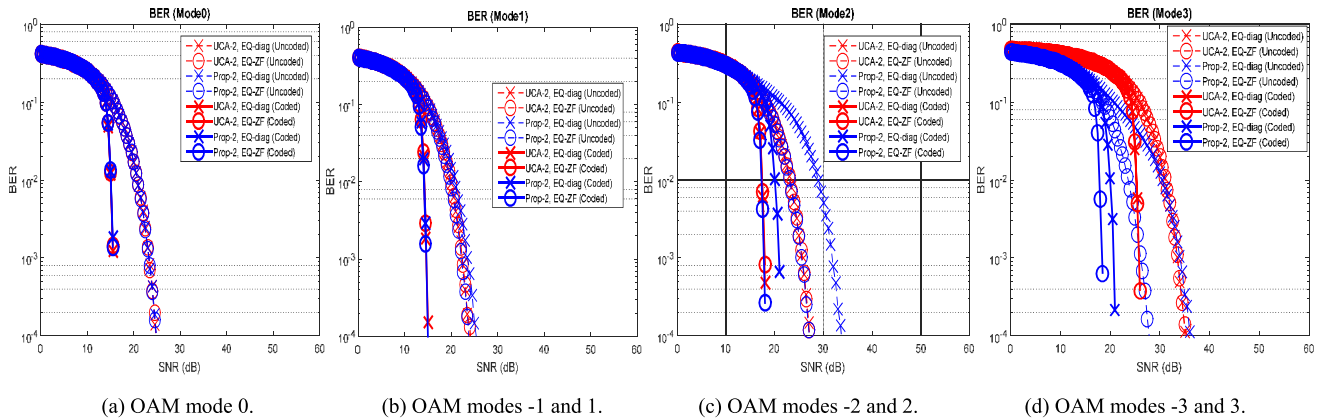 BER (Mode0)
10^0
10^-1
10^-2
10^-3
10^-4
BER
0 10 20 30 40 50 60
SNR (dB)
UCA-2, EQ-diag (Uncoded)
UCA-2, EQ-ZF (Uncoded)
Prop-2, EQ-diag (Uncoded)
Prop-2, EQ-ZF (Uncoded)
UCA-2, EQ-diag (Coded)
UCA-2, EQ-ZF (Coded)
Prop-2, EQ-diag (Coded)
Prop-2, EQ-ZF (Coded)
(a) OAM mode 0.
BER (Mode1)
10^0
10^-1
10^-2
10^-3
10^-4
BER
0 10 20 30 40 50 60
SNR (dB)
UCA-2, EQ-diag (Uncoded)
UCA-2, EQ-ZF (Uncoded)
Prop-2, EQ-diag (Uncoded)
Prop-2, EQ-ZF (Uncoded)
UCA-2, EQ-diag (Coded)
UCA-2, EQ-ZF (Coded)
Prop-2, EQ-diag (Coded)
Prop-2, EQ-ZF (Coded)
(b) OAM modes -1 and 1.
BER (Mode2)
10^0
10^-1
10^-2
10^-3
10^-4
BER
0 10 20 30 40 50 60
SNR (dB)
UCA-2, EQ-diag (Uncoded)
UCA-2, EQ-ZF (Uncoded)
Prop-2, EQ-diag (Uncoded)
Prop-2, EQ-ZF (Uncoded)
UCA-2, EQ-diag (Coded)
UCA-2, EQ-ZF (Coded)
Prop-2, EQ-diag (Coded)
Prop-2, EQ-ZF (Coded)
(c) OAM modes -2 and 2.
BER (Mode3)
10^0
10^-1
10^-2
10^-3
10^-4
BER
0 10 20 30 40 50 60
SNR (dB)
UCA-2, EQ-diag (Uncoded)
UCA-2, EQ-ZF (Uncoded)
Prop-2, EQ-diag (Uncoded)
Prop-2, EQ-ZF (Uncoded)
UCA-2, EQ-diag (Coded)
UCA-2, EQ-ZF (Coded)
Prop-2, EQ-diag (Coded)
Prop-2, EQ-ZF (Coded)
(d) OAM modes -3 and 3.